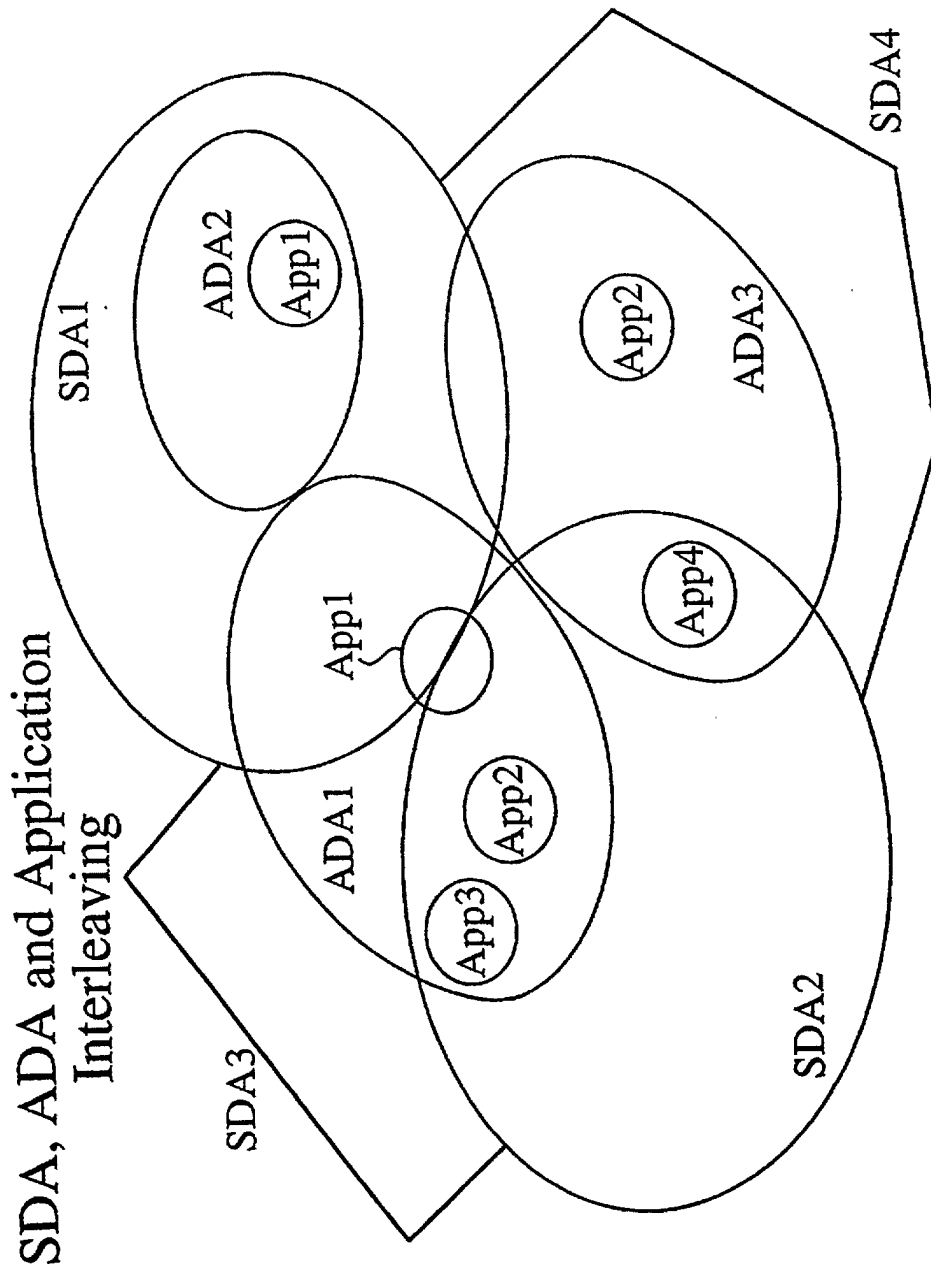 SDA, ADA and Application
Interleaving
SDA3
SDA1
ADA2
App1
App1
ADA1
App3
App2
App4
App2
ADA3
SDA2
SDA4